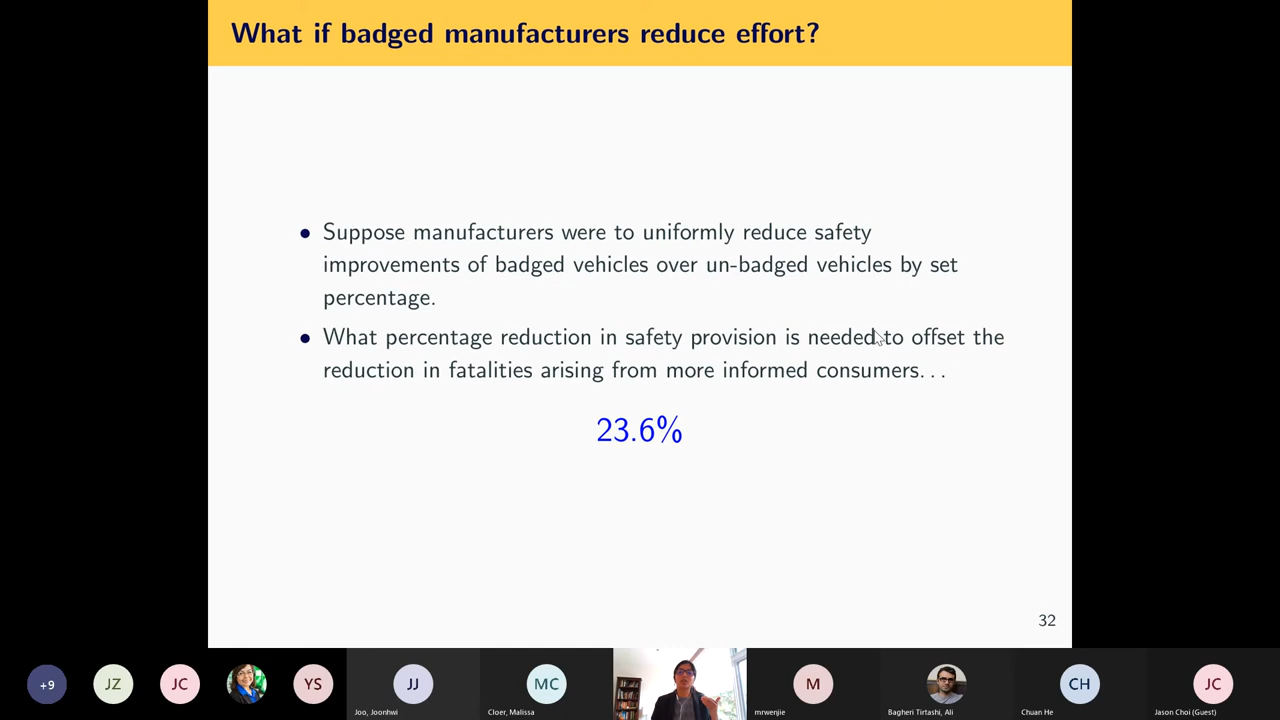 What if badged manufacturers reduce effort?
• Suppose manufacturers were to uniformly reduce safety
improvements of badged vehicles over un-badged vehicles by set
percentage.
• What percentage reduction in safety provision is needed to offset the
reduction in fatalities arising from more informed consumers. . .
23.6%
32
+9
JZ
JC
YS
JJ
MC
M
CH
JC
Joo, Joonhwi
Cloer, Malissa
mrwenjie
Bagheri Tirtashi, Ali
Chuan He
Jason Choi (Guest)